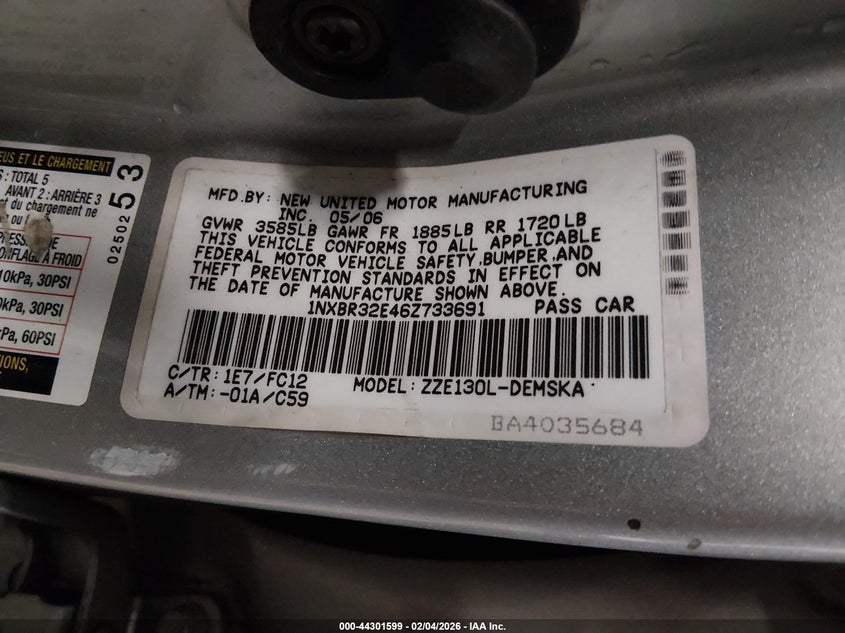 EUS ET LE CHARGEMENT
: TOTAL 5
AVANT 2 : ARRIÈRE 3
t du chargement ne
0250253
À FROID
0kPa, 30PSI
kPa, 30PSI
kPa, 60PSI
IONS,
MFD.BY: NEW UNITED MOTOR MANUFACTURING
INC. 05/06
GVWR 3585LB GAWR FR 1885LB RR 1720LB
THIS VEHICLE CONFORMS TO ALL APPLICABLE
FEDERAL MOTOR VEHICLE SAFETY,BUMPER,AND
THEFT PREVENTION STANDARDS IN EFFECT ON
THE DATE OF MANUFACTURE SHOWN ABOVE.
1NXBR32E46Z733691 PASS CAR
C/TR: 1E7/FC12 MODEL: ZZE130L-DEMSKA
A/TM: -01A/C59
BA4035684
000-44301599 — 02/04/2026 — IAA Inc.